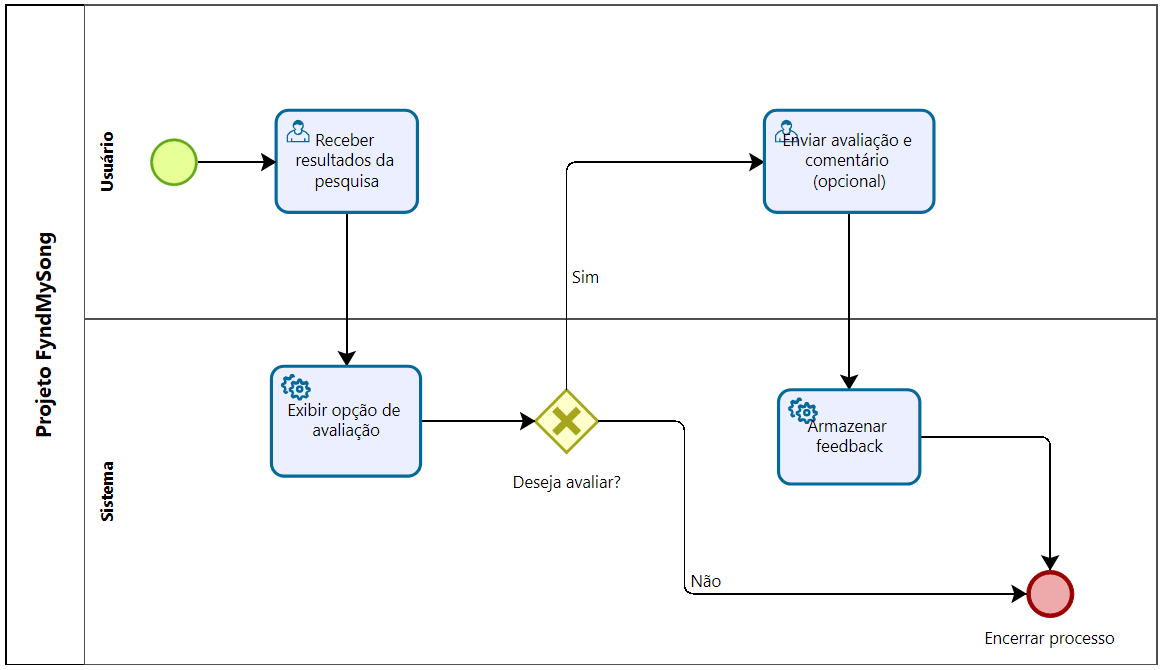 Projeto FyndMySong
Usuário
Receber
resultados da
pesquisa
Enviar avaliação e
comentário
(opcional)
Sim
Sistema
Exibir opção de
avaliação
Deseja avaliar?
Armazenar
feedback
Não
Encerrar processo